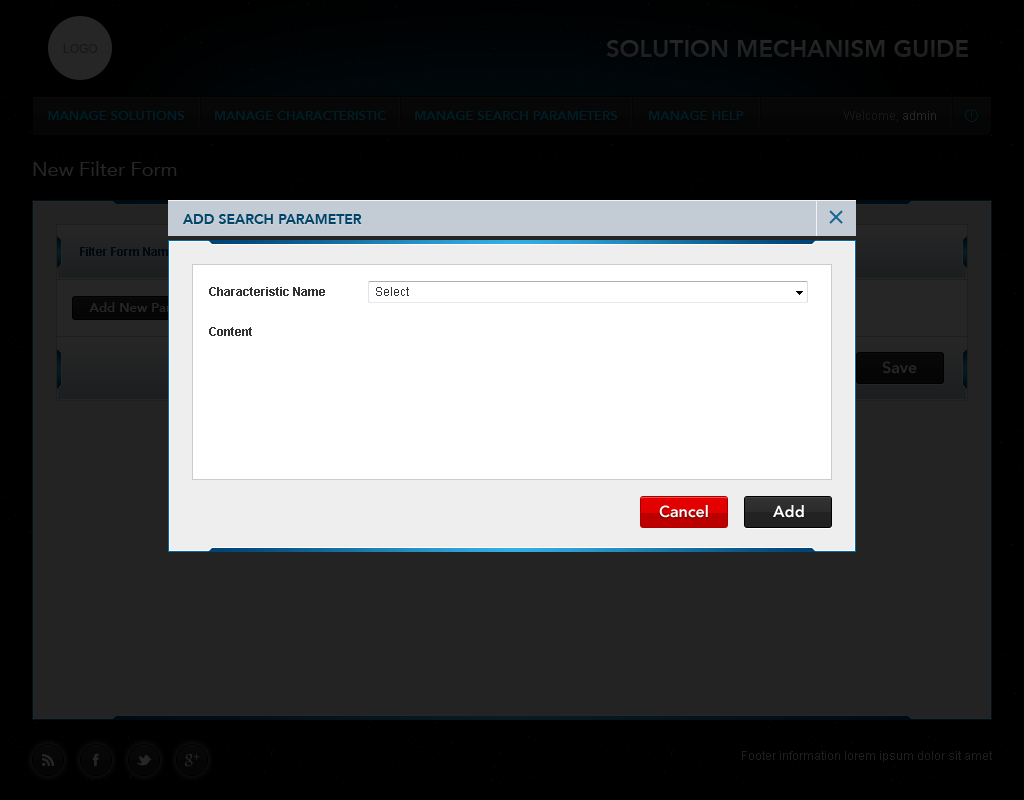 LOGO
SOLUTION MECHANISM GUIDE
MANAGE SOLUTIONS
MANAGE CHARACTERISTIC
MANAGE SEARCH PARAMETERS
MANAGE HELP
Welcome, admin
New Filter Form
ADD SEARCH PARAMETER
Filter Form Nam
Characteristic Name
Select
Add New Par
Content
Save
Cancel
Add
Footer information lorem ipsum dolor sit amet